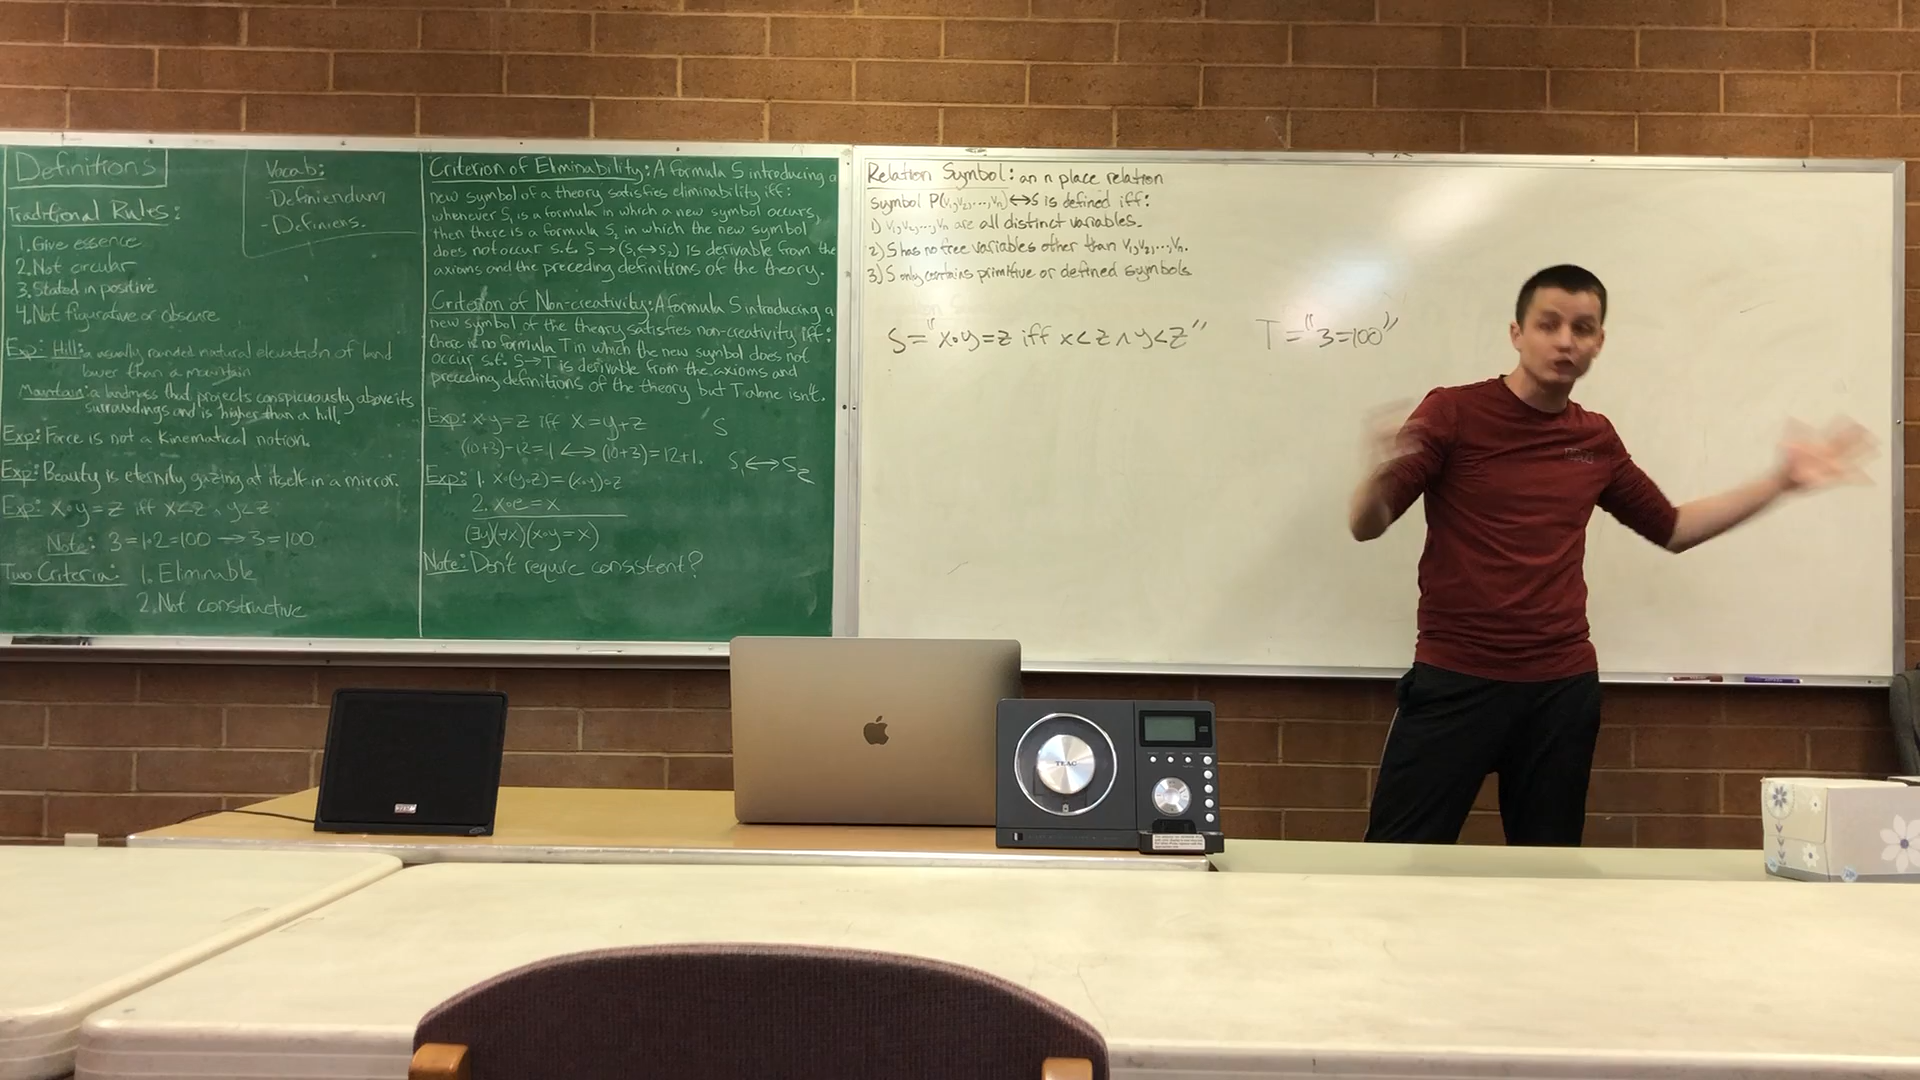 Definitions
Traditional Rules:
1. Give essence
2. Not circular
3. Stated in positive
4. Not figurative or obscure
Exp: Hill: a usually rounded natural elevation of land
lower than a mountain
Mountain: a landmass that projects conspicuously above its
surroundings and is higher than a hill.
Exp: Force is not a kinematical notion.
Exp: Beauty is eternity gazing at itself in a mirror.
Exp: x∘y=z iff x<z ∧ y<z
Note: 3=1∘2=100 → 3=100
Two Criteria: 1. Eliminable
2. Not constructive
Vocab:
- Definiendum
- Definiens.
Criterion of Elminability: A formula S introducing a
new symbol of a theory satisfies eliminability iff:
whenever S₁ is a formula in which a new symbol occurs,
then there is a formula S₂ in which the new symbol
does not occur s.t. S→(S₁↔S₂) is derivable from the
axioms and the preceding definitions of the theory.
Criterion of Non-creativity: A formula S introducing a
new symbol of the theory satisfies non-creativity iff:
there is no formula T in which the new symbol does not
occur s.t. S→T is derivable from the axioms and
preceding definitions of the theory but T alone isn't.
Exp: x-y=z iff x=y+z
(10+3)-12=1 ↔ (10+3)=12+1.
S
S₁↔S₂
Exp: 1. x∘(y∘z)=(x∘y)∘z
2. x∘e=x
(∃y)(∀x)(x∘y=x)
Note: Don't require consistent?
Relation Symbol: an n place relation
symbol P(v₁,v₂,...,vₙ)↔S is defined iff:
1) v₁,v₂,...,vₙ are all distinct variables.
2) S has no free variables other than v₁,v₂,...,vₙ.
3) S only contains primitive or defined symbols
S="x∘y=z iff x<z∧y<z"
T="3=100"
TEAC